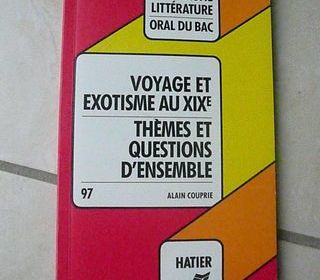 LITTÉRATURE
ORAL DU BAC
VOYAGE ET
EXOTISME AU XIXE
THÈMES ET
QUESTIONS
D'ENSEMBLE
97
ALAIN COUPRIE
HATIER